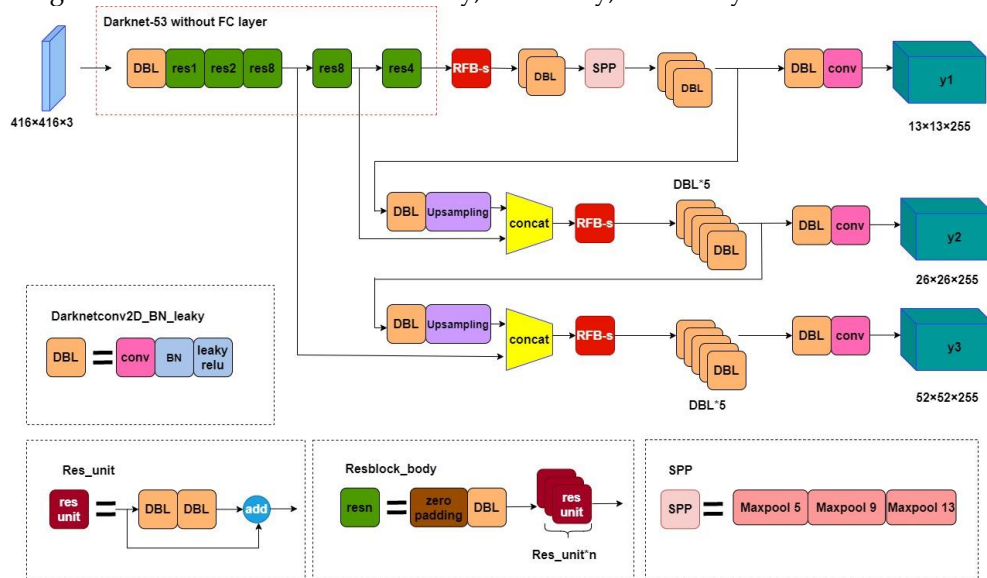 Darknet-53 without FC layer
DBL res1 res2 res8 res8 res4 RFB-s DBL SPP DBL DBL conv y1
416×416×3
13×13×255
DBL*5
DBL Upsampling concat RFB-s DBL DBL conv y2
26×26×255
Darknetconv2D_BN_leaky
DBL = conv BN leaky relu
DBL Upsampling concat RFB-s DBL DBL conv y3
DBL*5
52×52×255
Res_unit
res unit = DBL DBL add
Resblock_body
resn = zero padding DBL res unit
Res_unit*n
SPP
SPP = Maxpool 5 Maxpool 9 Maxpool 13